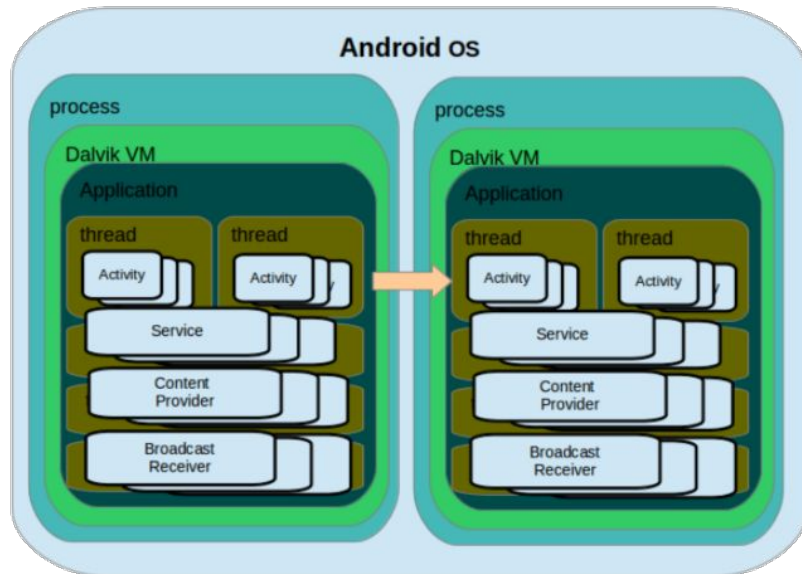 Android OS
process
Dalvik VM
Application
thread
thread
Activity
Activity
Service
Content
Provider
Broadcast
Receiver
process
Dalvik VM
Application
thread
thread
Activity
Activity
Service
Content
Provider
Broadcast
Receiver